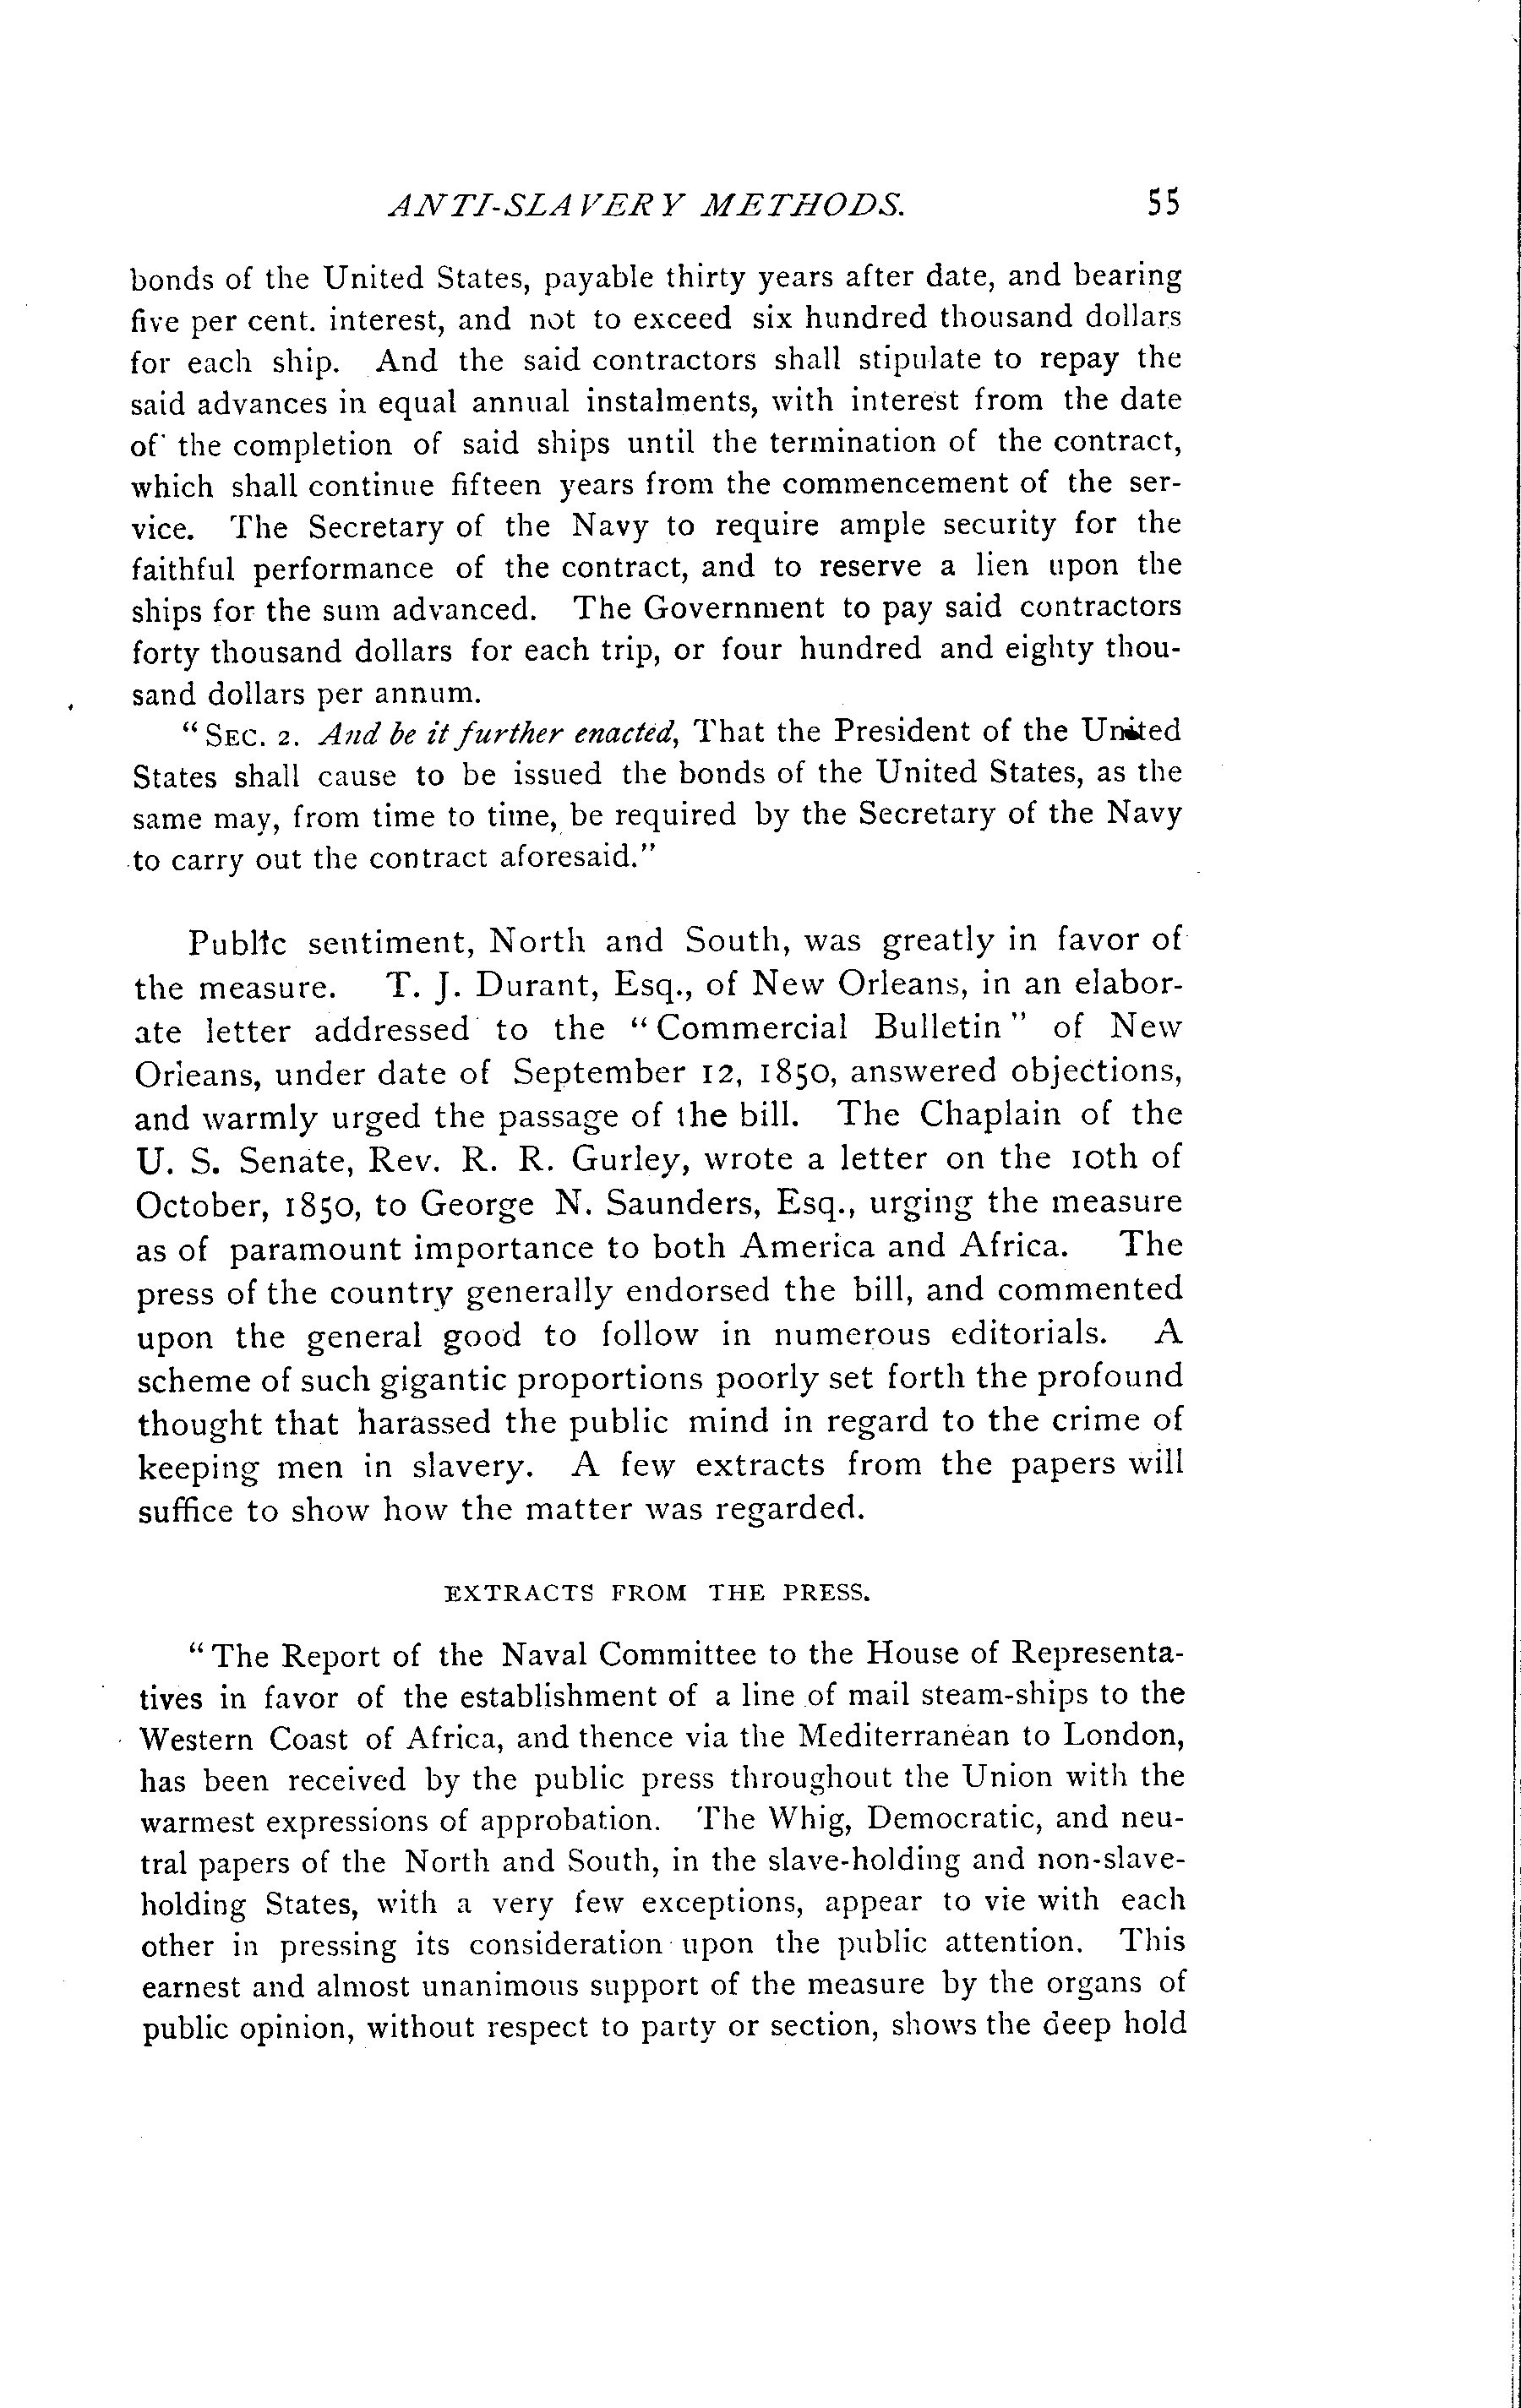 ANTI-SLAVERY METHODS. 55
bonds of the United States, payable thirty years after date, and bearing
five per cent. interest, and not to exceed six hundred thousand dollars
for each ship. And the said contractors shall stipulate to repay the
said advances in equal annual instalments, with interest from the date
of the completion of said ships until the termination of the contract,
which shall continue fifteen years from the commencement of the ser-
vice. The Secretary of the Navy to require ample security for the
faithful performance of the contract, and to reserve a lien upon the
ships for the sum advanced. The Government to pay said contractors
forty thousand dollars for each trip, or four hundred and eighty thou-
sand dollars per annum.
“SEC. 2. And be it further enacted, That the President of the United
States shall cause to be issued the bonds of the United States, as the
same may, from time to time, be required by the Secretary of the Navy
to carry out the contract aforesaid.”
Public sentiment, North and South, was greatly in favor of
the measure. T. J. Durant, Esq., of New Orleans, in an elabor-
ate letter addressed to the “Commercial Bulletin” of New
Orleans, under date of September 12, 1850, answered objections,
and warmly urged the passage of the bill. The Chaplain of the
U. S. Senate, Rev. R. R. Gurley, wrote a letter on the 10th of
October, 1850, to George N. Saunders, Esq., urging the measure
as of paramount importance to both America and Africa. The
press of the country generally endorsed the bill, and commented
upon the general good to follow in numerous editorials. A
scheme of such gigantic proportions poorly set forth the profound
thought that harassed the public mind in regard to the crime of
keeping men in slavery. A few extracts from the papers will
suffice to show how the matter was regarded.
EXTRACTS FROM THE PRESS.
“The Report of the Naval Committee to the House of Representa-
tives in favor of the establishment of a line of mail steam-ships to the
Western Coast of Africa, and thence via the Mediterranean to London,
has been received by the public press throughout the Union with the
warmest expressions of approbation. The Whig, Democratic, and neu-
tral papers of the North and South, in the slave-holding and non-slave-
holding States, with a very few exceptions, appear to vie with each
other in pressing its consideration upon the public attention. This
earnest and almost unanimous support of the measure by the organs of
public opinion, without respect to party or section, shows the deep hold